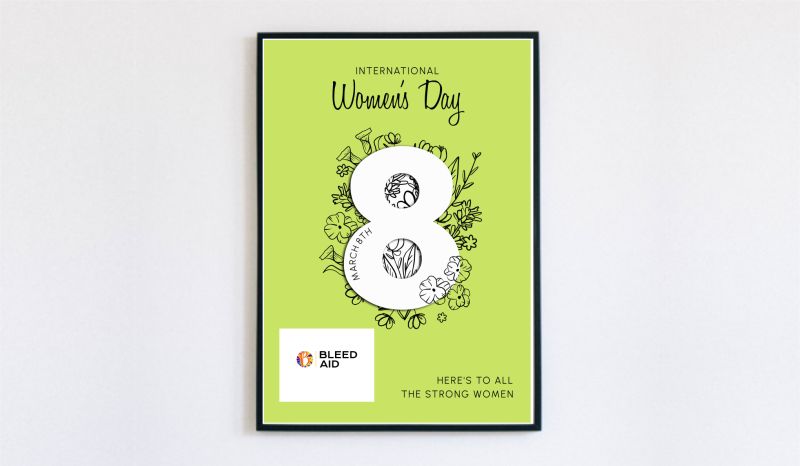 INTERNATIONAL
Women's Day
8
MARCH 8TH
BLEED
AID
HERE'S TO ALL
THE STRONG WOMEN